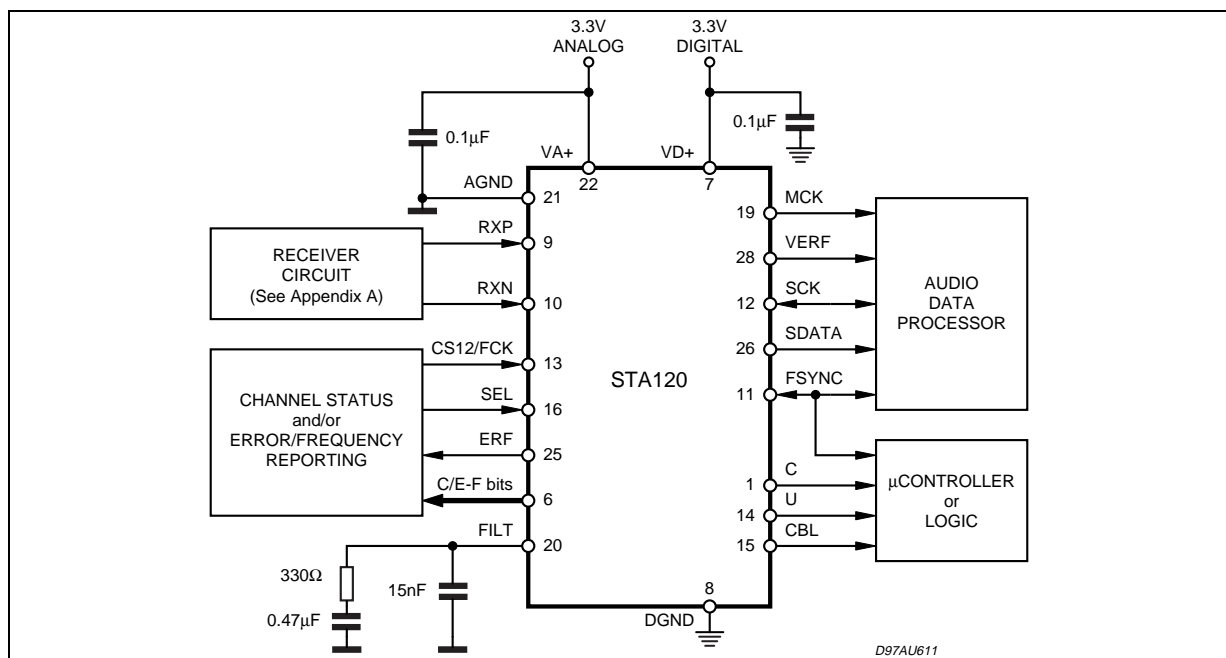 3.3V
ANALOG
3.3V
DIGITAL
0.1µF
0.1µF
VA+
VD+
22
7
AGND
21
RXP
9
RXN
10
RECEIVER
CIRCUIT
(See Appendix A)
CS12/FCK
13
SEL
16
ERF
25
C/E-F bits
6
CHANNEL STATUS
and/or
ERROR/FREQUENCY
REPORTING
FILT
20
330Ω
0.47µF
15nF
STA120
19
MCK
28
VERF
12
SCK
26
SDATA
11
FSYNC
AUDIO
DATA
PROCESSOR
1
C
14
U
15
CBL
µCONTROLLER
or
LOGIC
8
DGND
D97AU611